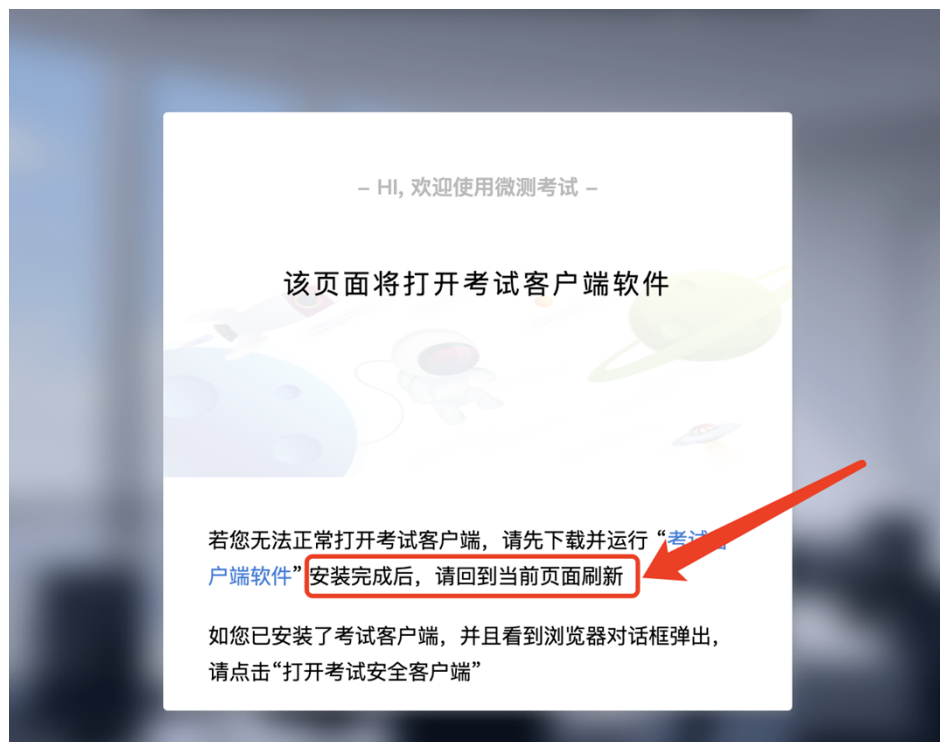 – HI, 欢迎使用微测考试 –
该页面将打开考试客户端软件
若您无法正常打开考试客户端，请先下载并运行 “考试客
户端软件” 安装完成后，请回到当前页面刷新
如您已安装了考试客户端，并且看到浏览器对话框弹出，
请点击“打开考试安全客户端”